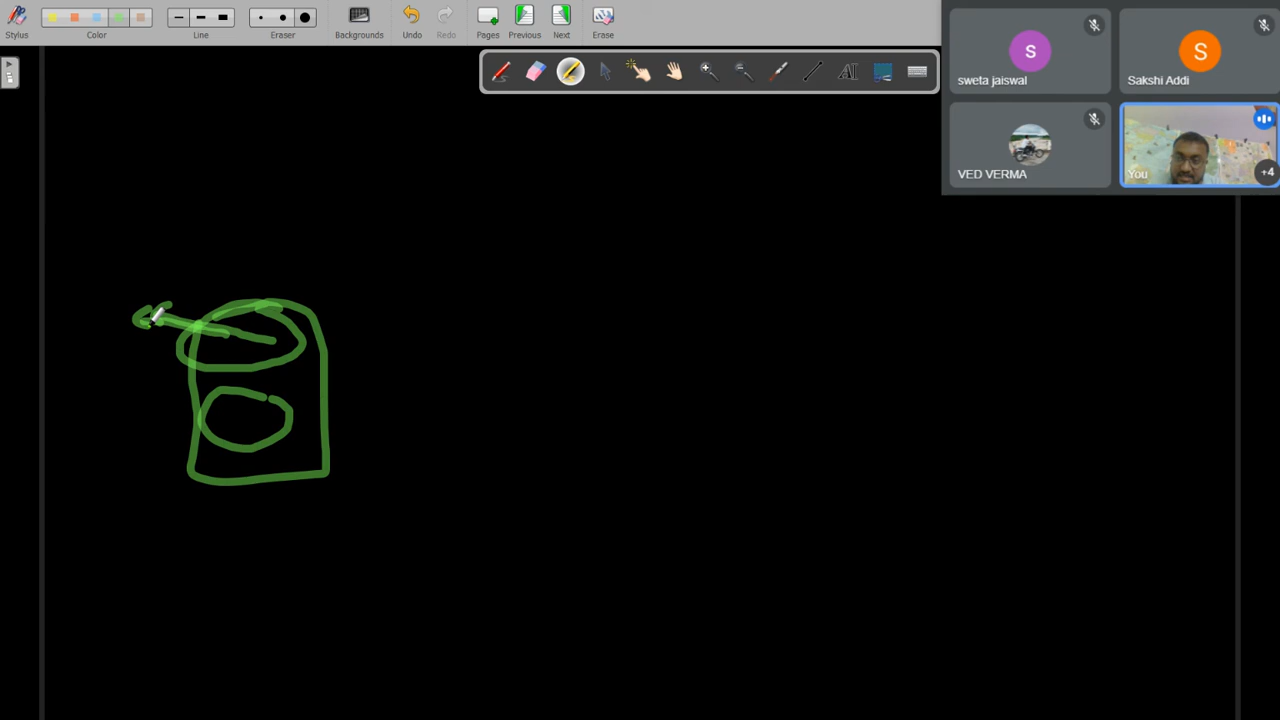 Stylus
Color
Line
Eraser
Backgrounds
Undo
Redo
Pages
Previous
Next
Erase
AI
S
sweta jaiswal
S
Sakshi Addi
VED VERMA
You
+4